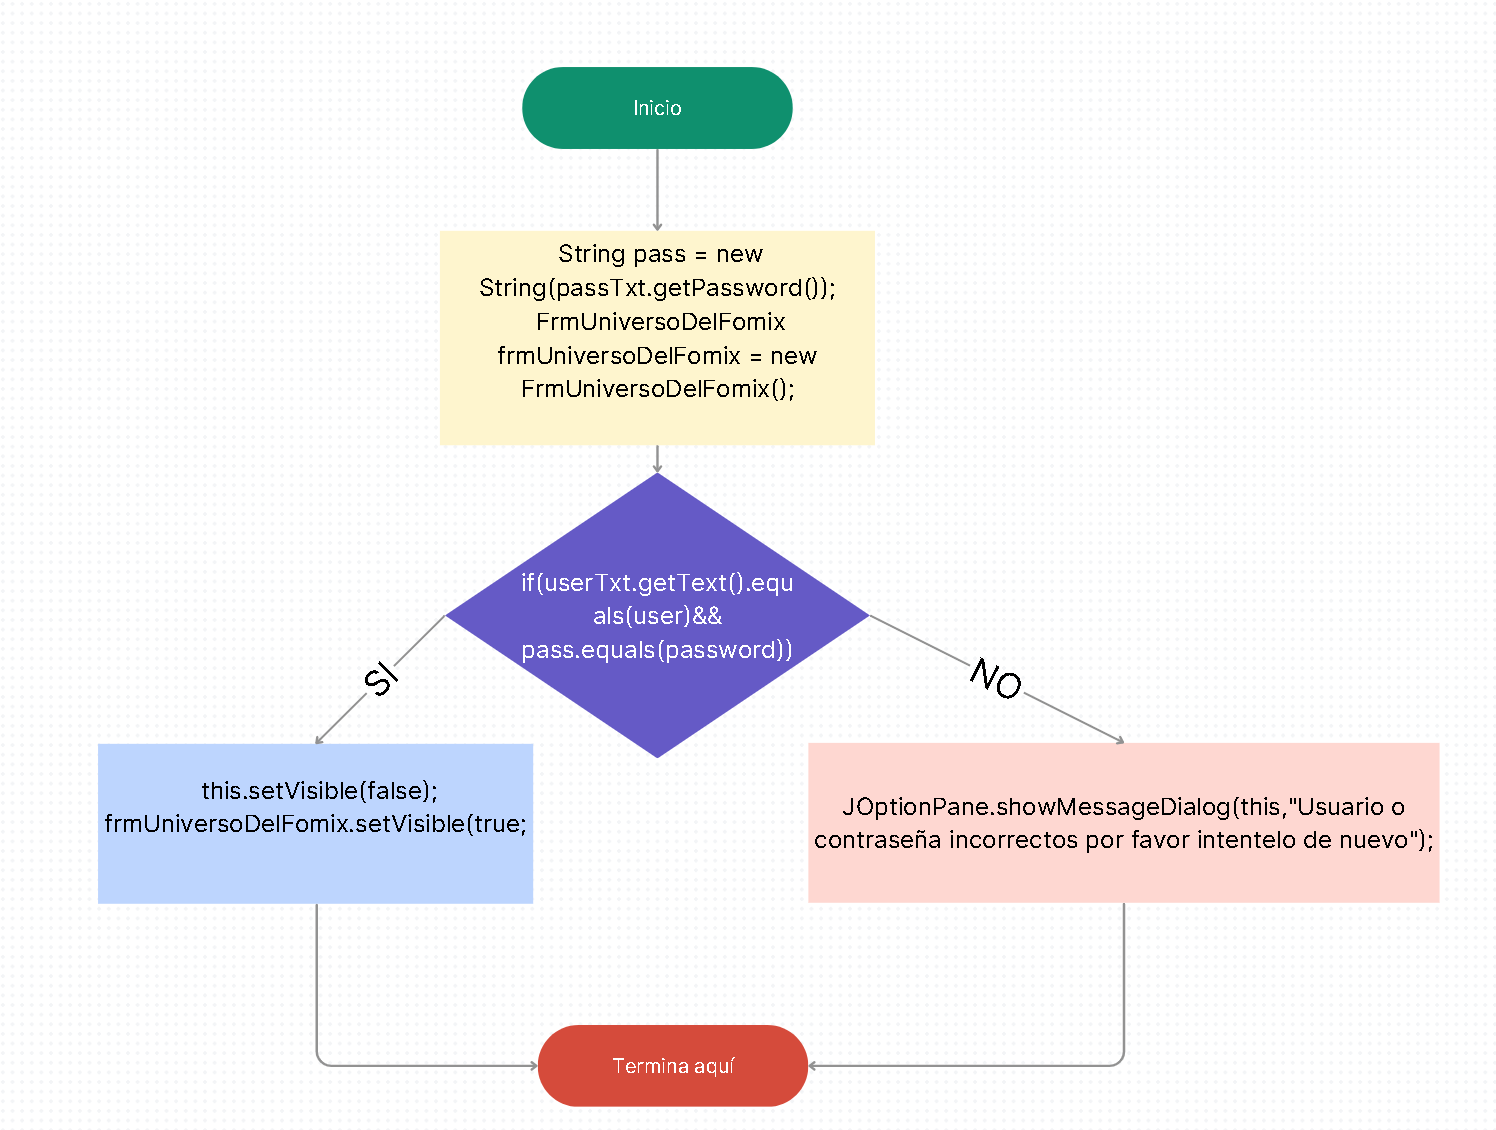 Inicio
String pass = new
String(passTxt.getPassword());
FrmUniversoDelFomix
frmUniversoDelFomix = new
FrmUniversoDelFomix();
if(userTxt.getText().equ
als(user)&&
pass.equals(password))
SI
NO
this.setVisible(false);
frmUniversoDelFomix.setVisible(true;
JOptionPane.showMessageDialog(this,"Usuario o
contraseña incorrectos por favor intentelo de nuevo");
Termina aquí